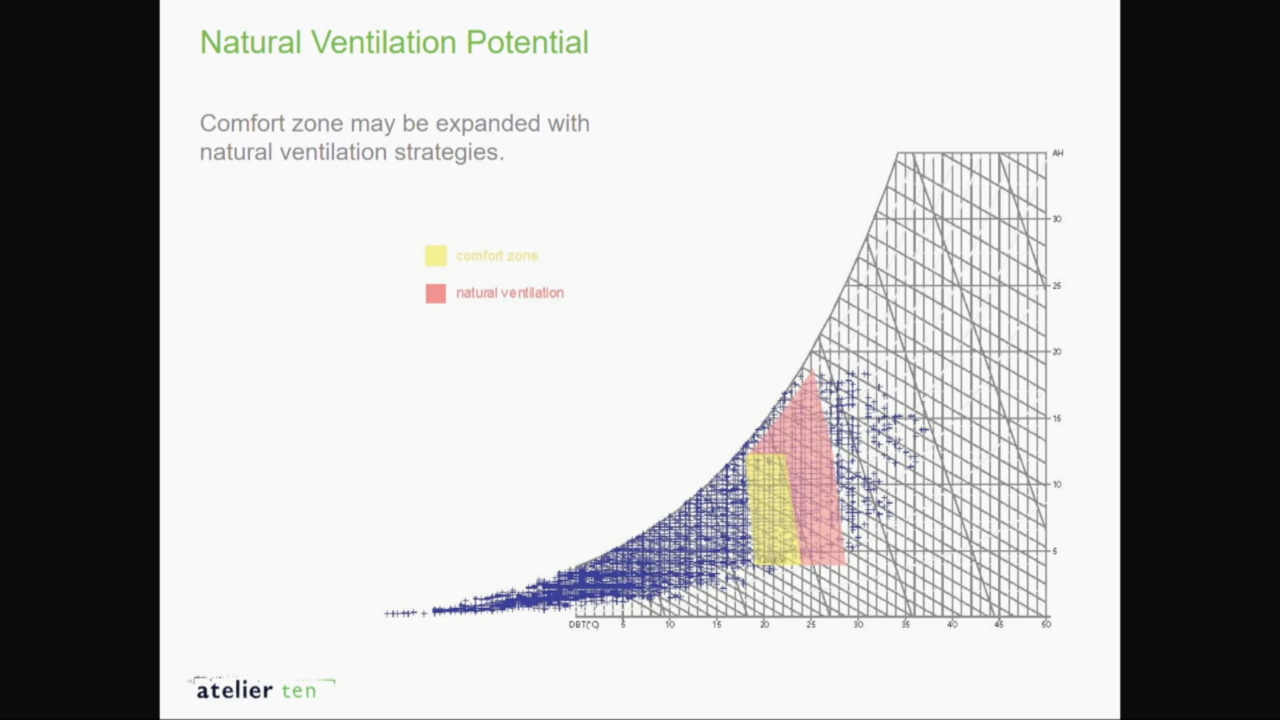 Natural Ventilation Potential
Comfort zone may be expanded with
natural ventilation strategies.
comfort zone
natural ventilation
AH
30
25
20
15
10
5
DBT(°C) 5 10 15 20 25 30 35 40 45 50
atelier ten